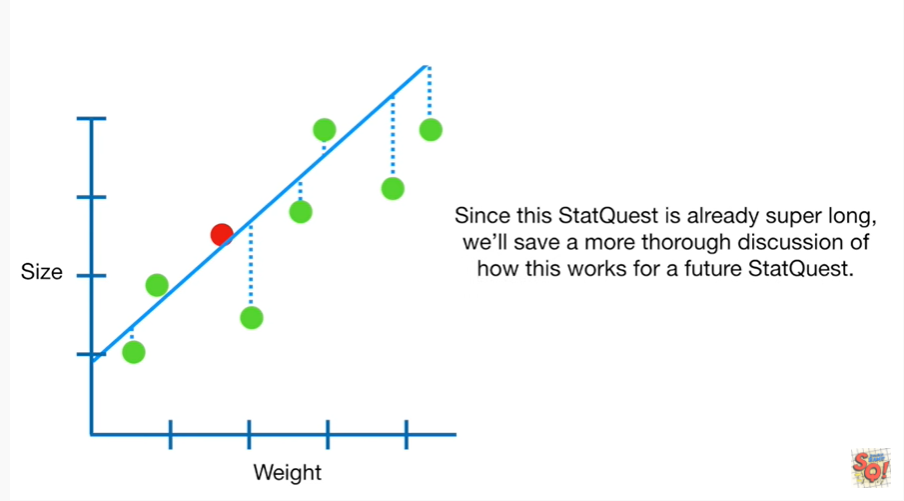 Size
Since this StatQuest is already super long,
we'll save a more thorough discussion of
how this works for a future StatQuest.
Weight